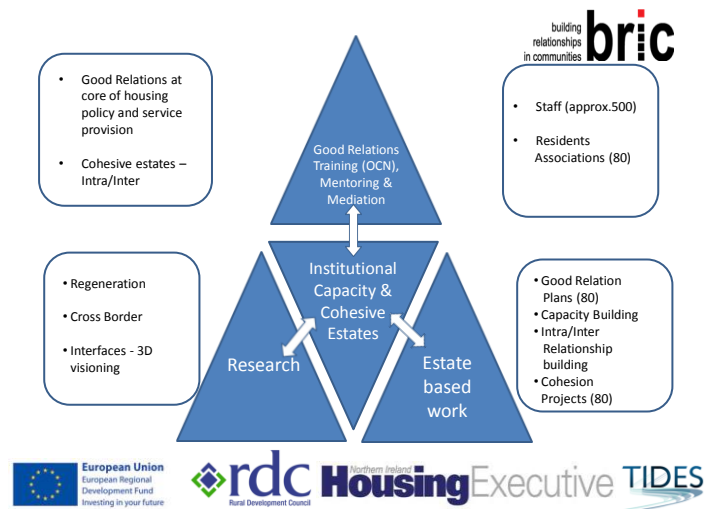 building
relationships
in communities
bric
• Good Relations at
core of housing
policy and service
provision
• Cohesive estates –
Intra/Inter
Good Relations
Training (OCN),
Mentoring &
Mediation
• Staff (approx.500)
• Residents
Associations (80)
• Regeneration
• Cross Border
• Interfaces - 3D
visioning
Institutional
Capacity &
Cohesive
Estates
Research
Estate
based
work
• Good Relation
Plans (80)
• Capacity Building
• Intra/Inter
Relationship
building
• Cohesion
Projects (80)
European Union
European Regional
Development Fund
Investing in your future
rdc
Rural Development Council
Northern Ireland
Housing Executive
TIDES